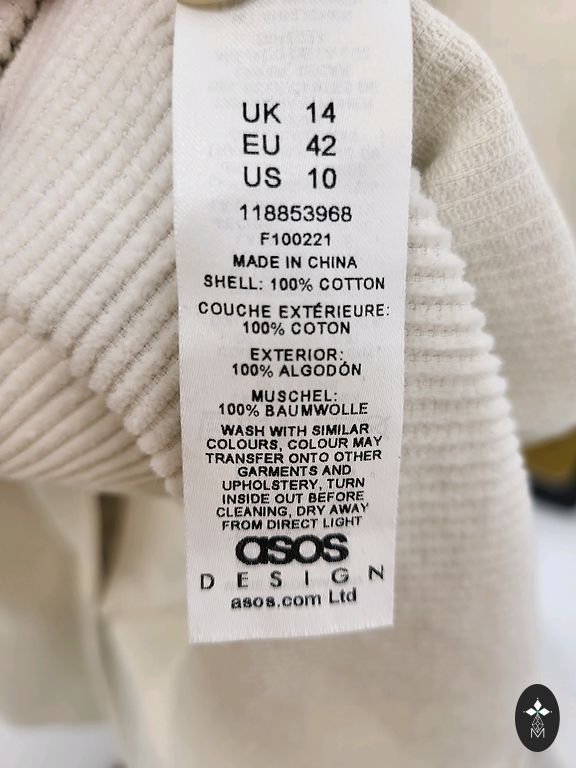 UK 14
EU 42
US 10
118853968
F100221
MADE IN CHINA
SHELL: 100% COTTON
COUCHE EXTÉRIEURE:
100% COTON
EXTERIOR:
100% ALGODÓN
MUSCHEL:
100% BAUMWOLLE
WASH WITH SIMILAR
COLOURS, COLOUR MAY
TRANSFER ONTO OTHER
GARMENTS AND
UPHOLSTERY, TURN
INSIDE OUT BEFORE
CLEANING, DRY AWAY
FROM DIRECT LIGHT
asos
DESIGN
asos.com Ltd
M